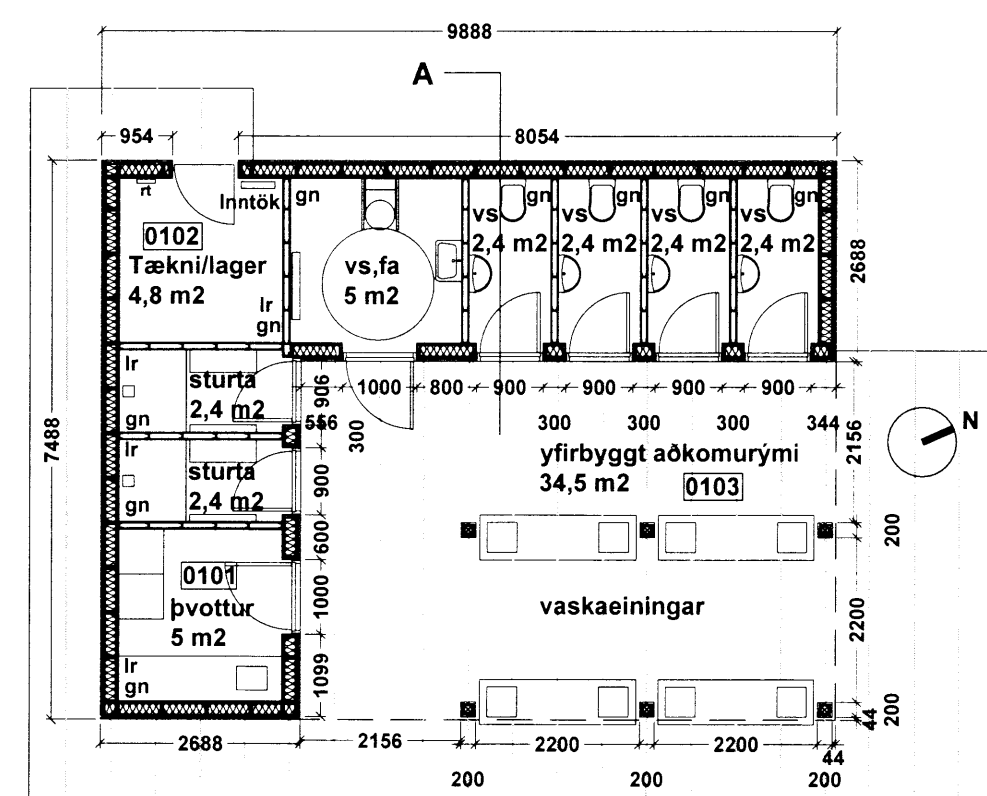 9888
A
954
8054
rt
Inntök
gn
gn
gn
gn
gn
vs
vs
vs
vs
0102
2,4 m2
2,4 m2
2,4 m2
2,4 m2
Tækni/lager
vs,fa
4,8 m2
5 m2
2688
lr
gn
lr
sturta
2,4 m2
gn
906
1000
800
900
900
900
900
556
300
300
300
300
344
2156
N
7488
lr
sturta
2,4 m2
gn
900
yfirbyggt aðkomurými
34,5 m2
0103
600
200
0101
þvottur
5 m2
1000
vaskaeiningar
2200
lr
gn
1099
200
44
2688
2156
2200
2200
44
200
200
200